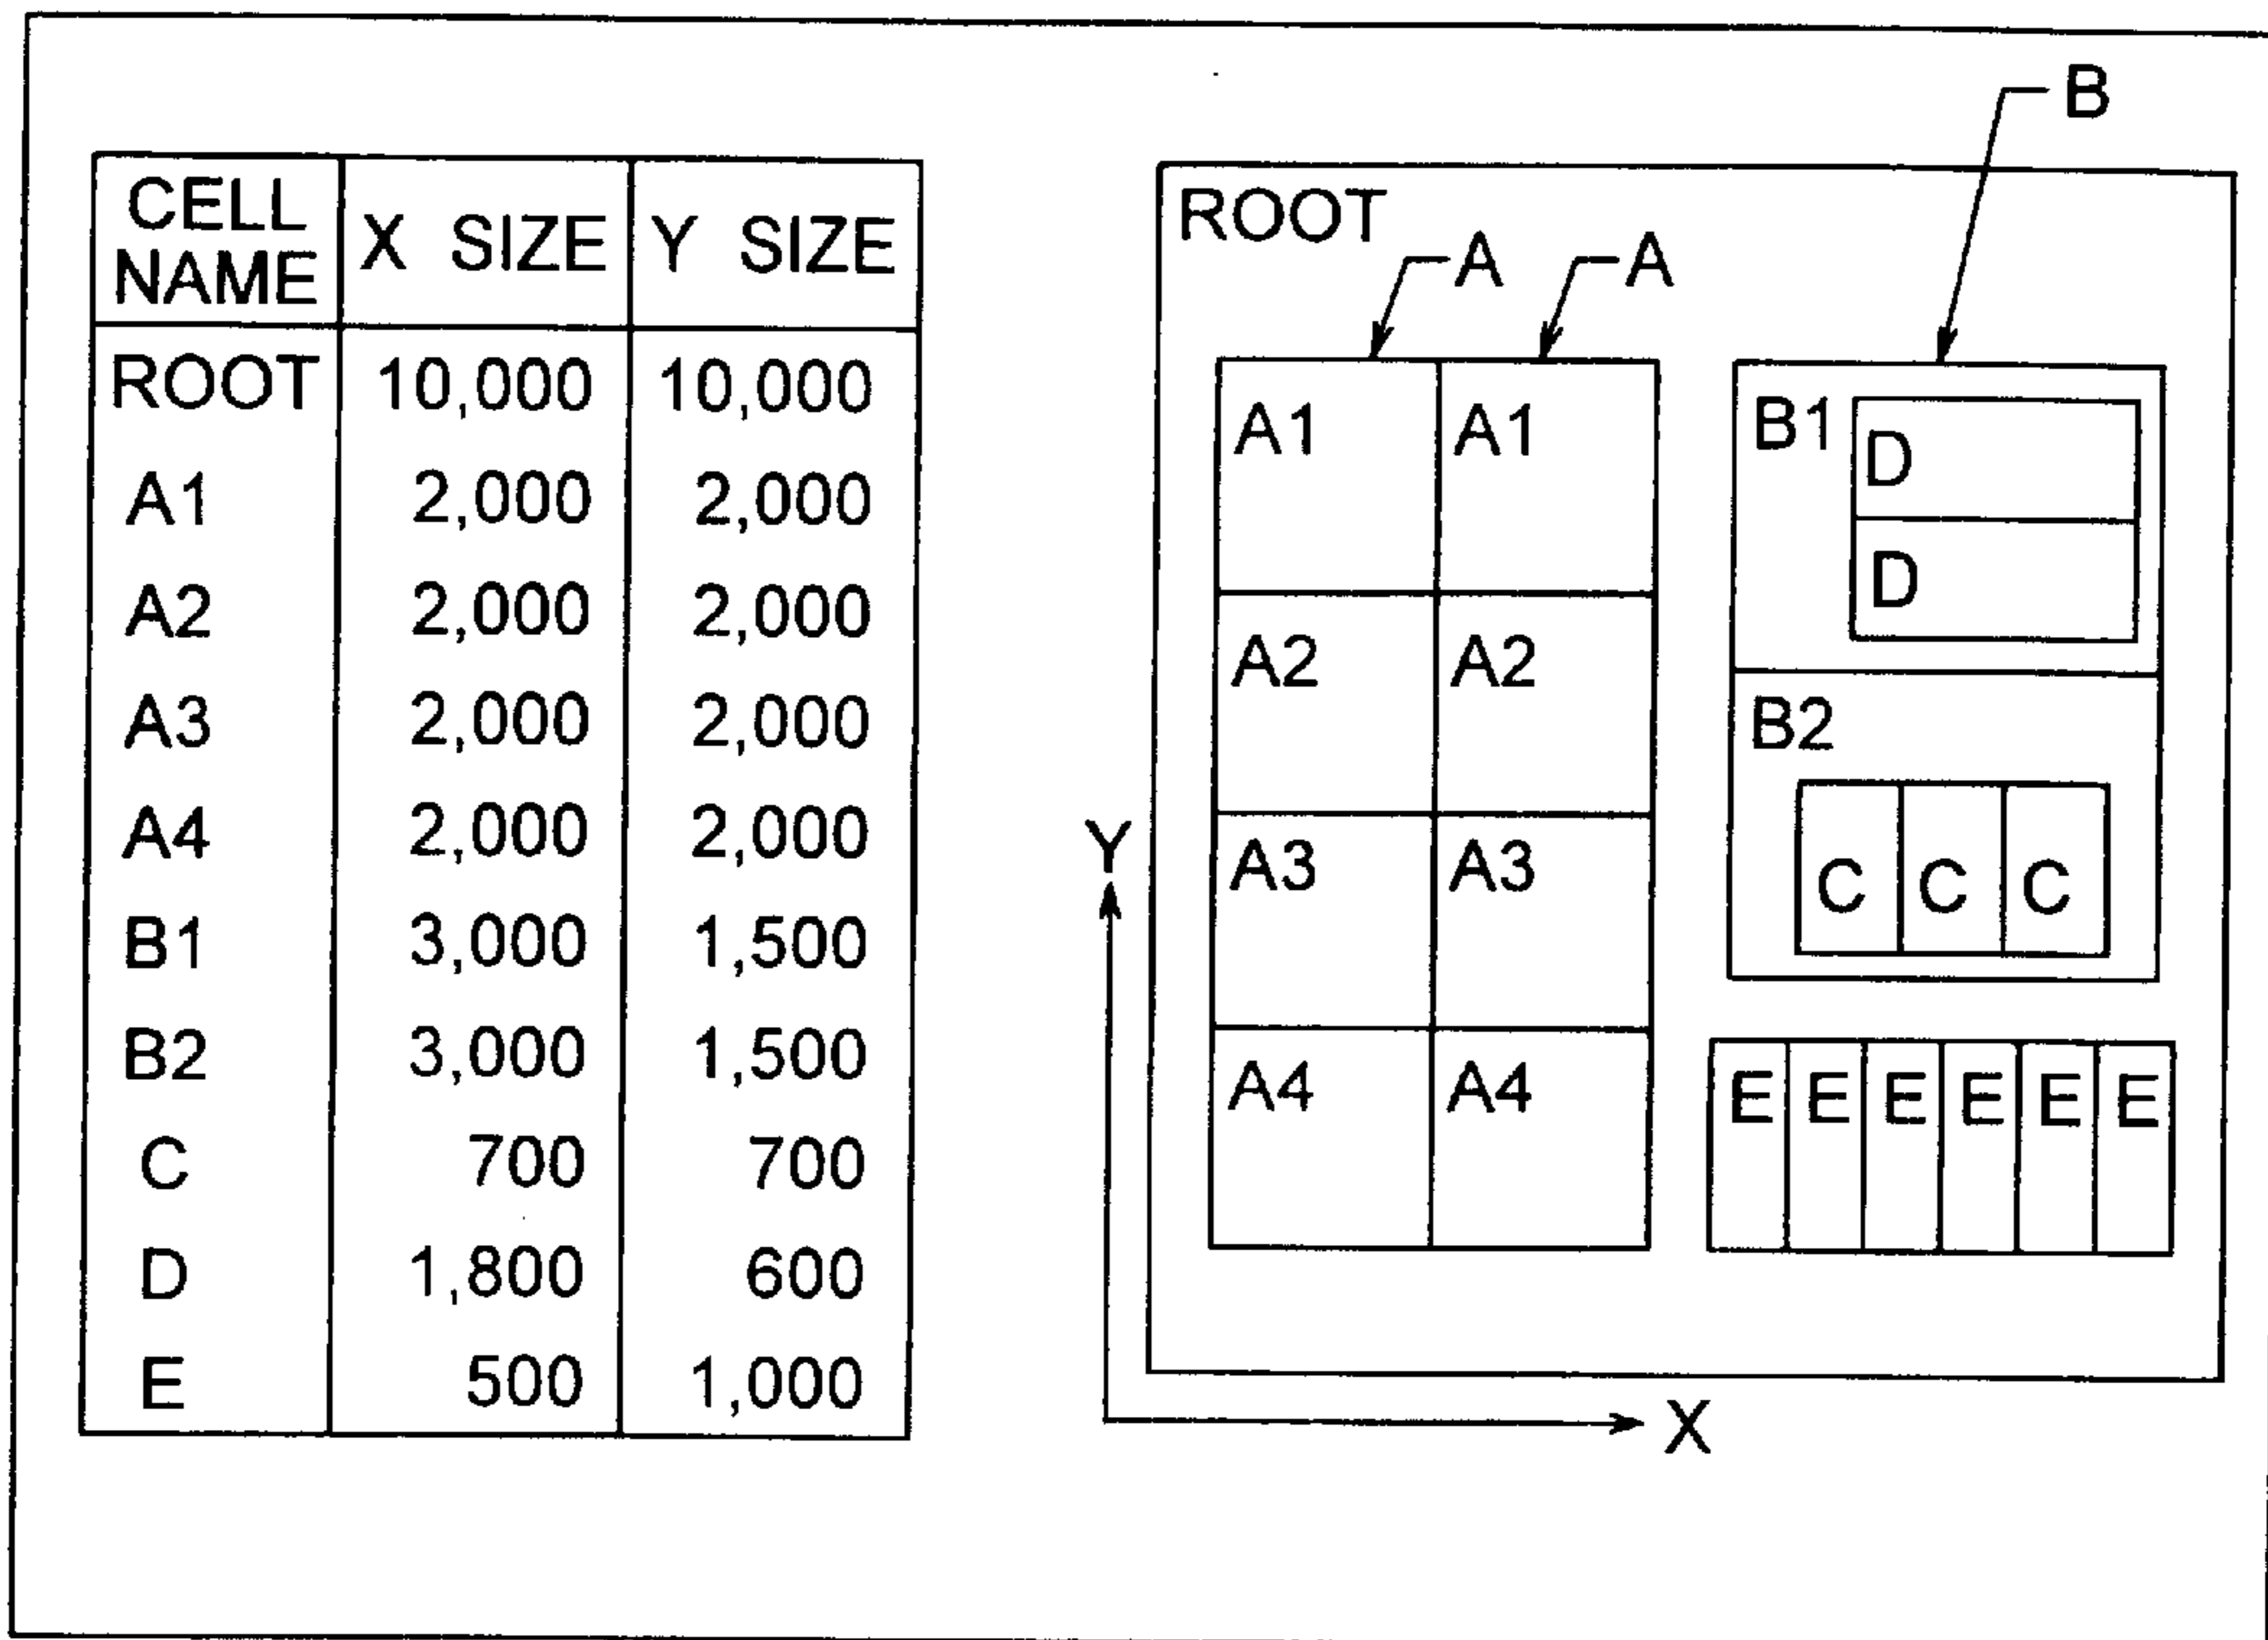 CELL NAME X SIZE Y SIZE
ROOT 10,000 10,000
A1 2,000 2,000
A2 2,000 2,000
A3 2,000 2,000
A4 2,000 2,000
B1 3,000 1,500
B2 3,000 1,500
C 700 700
D 1,800 600
E 500 1,000
B
ROOT
A A
A1 A1
A2 A2
A3 A3
A4 A4
B1
D
D
B2
C C C
E E E E E E
Y
X